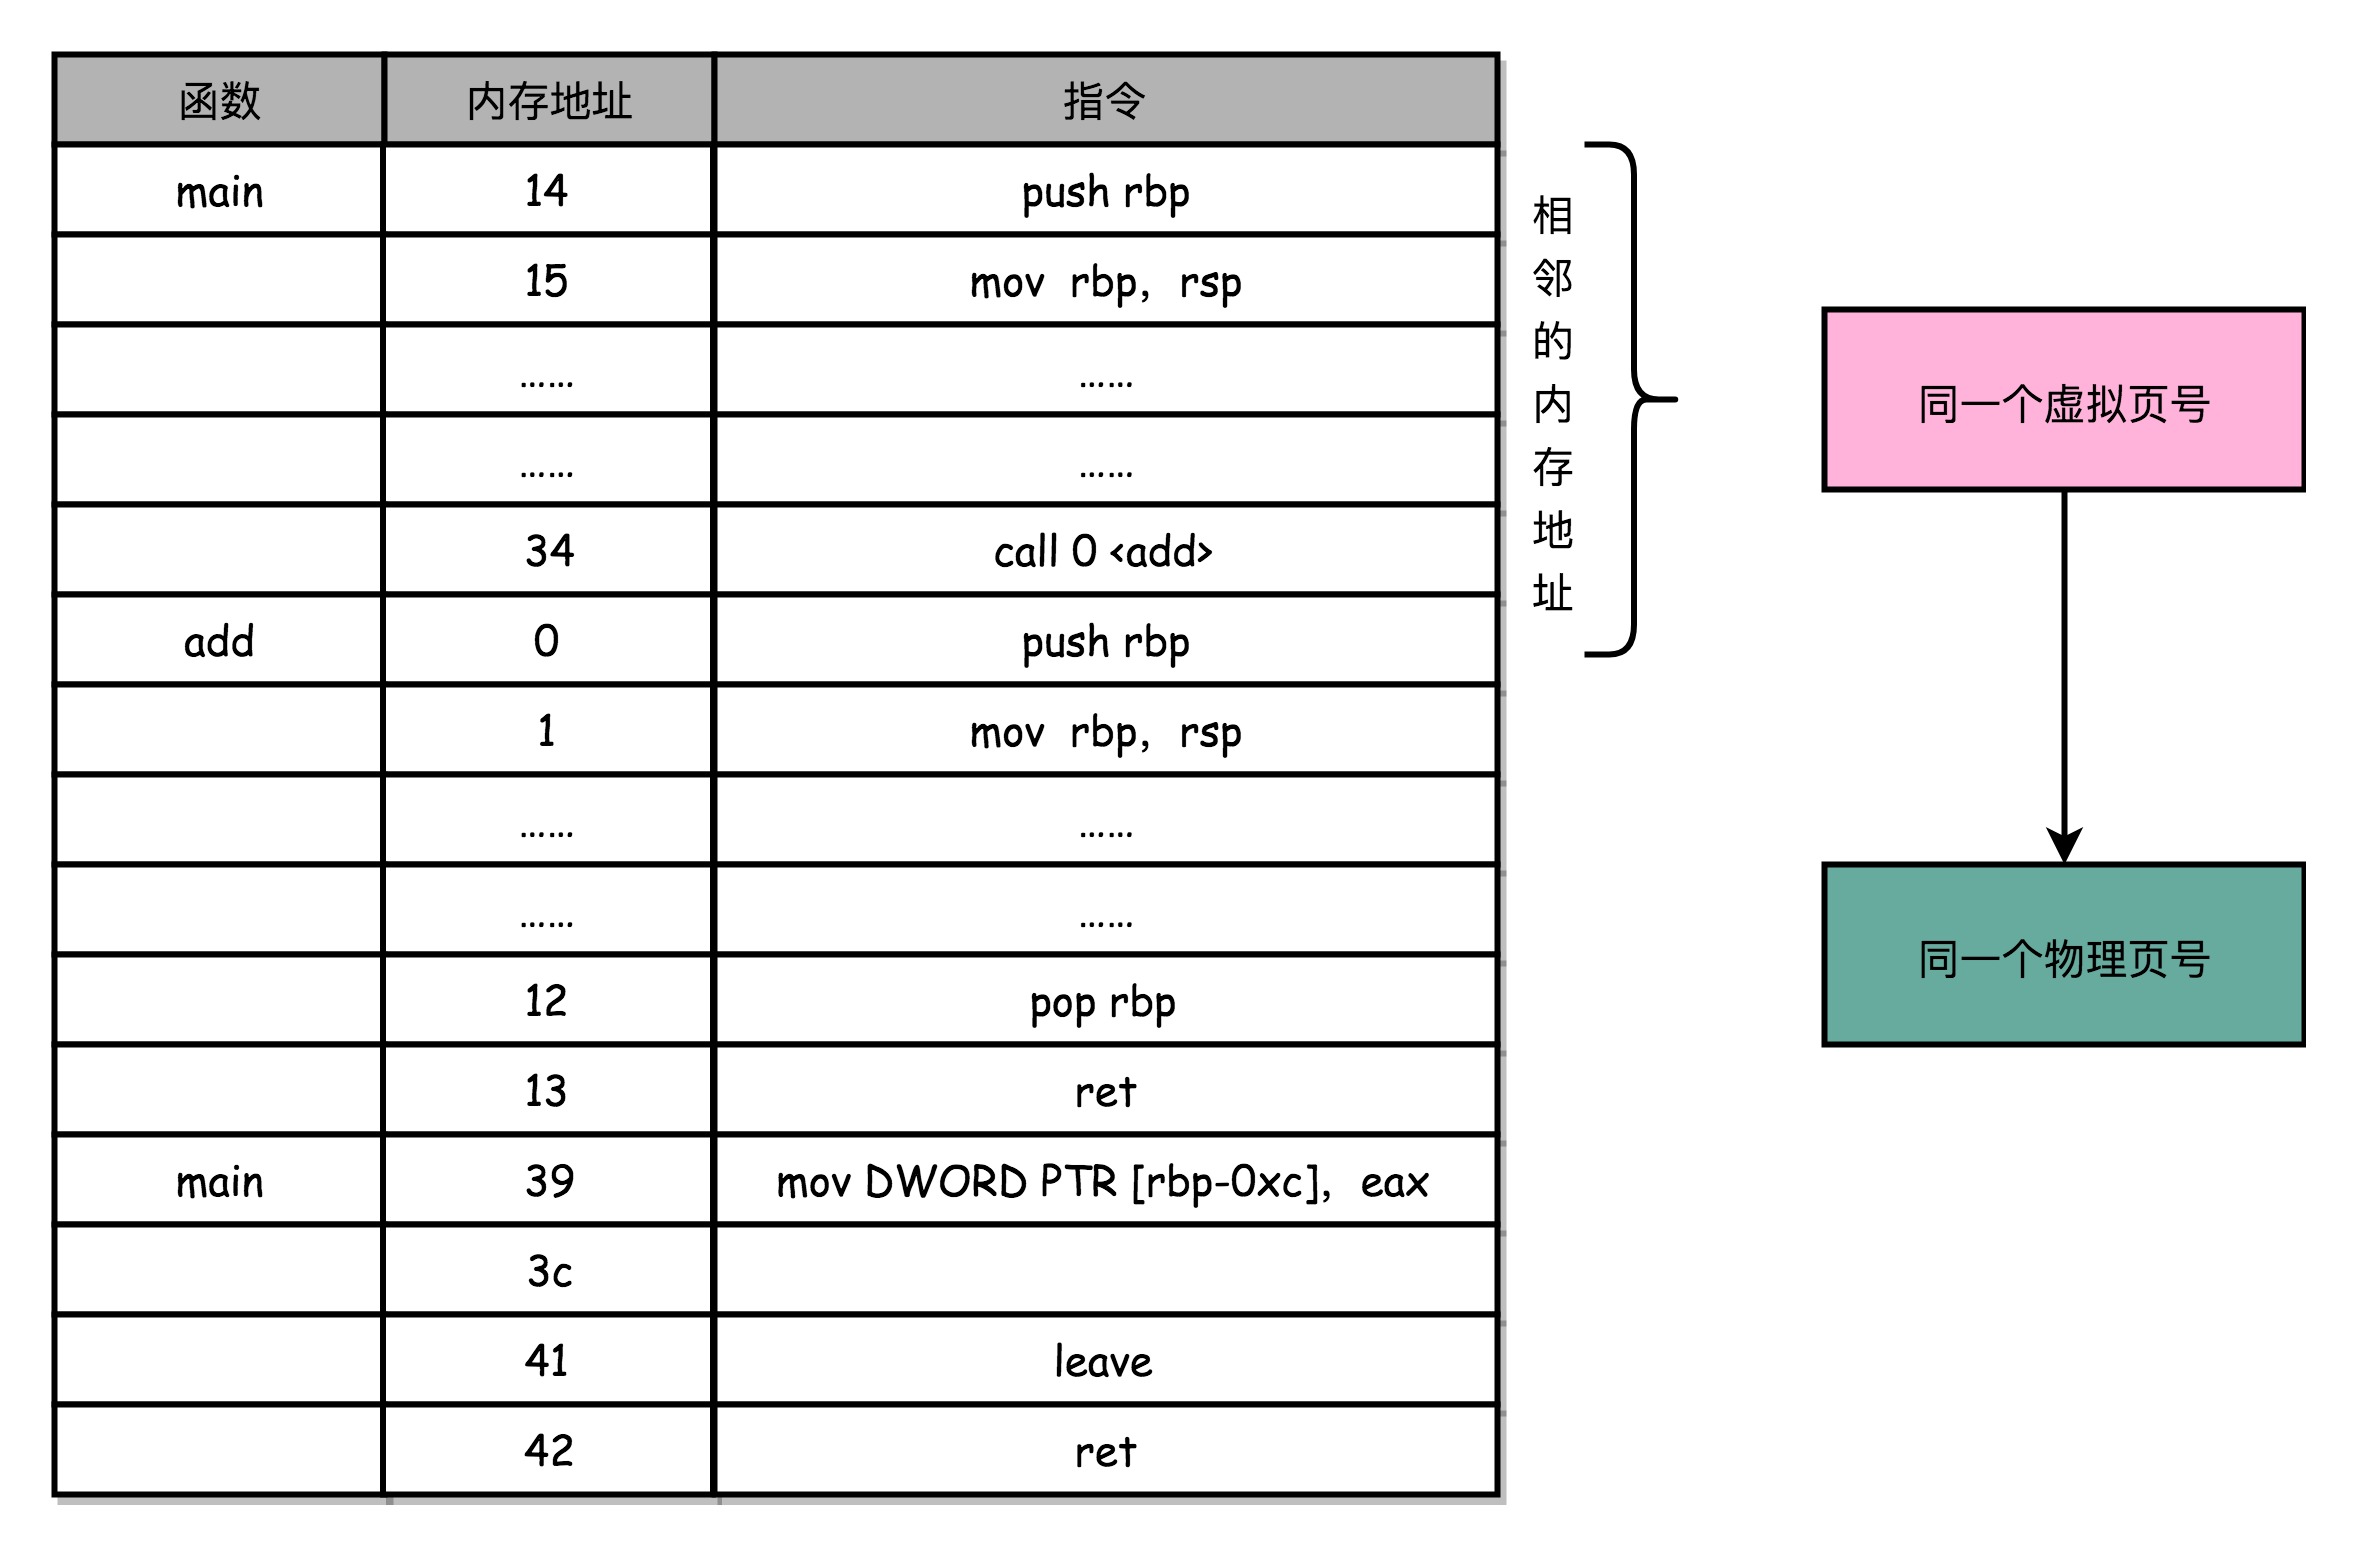 函数 内存地址 指令
main 14 push rbp
15 mov rbp, rsp
…… ……
…… ……
34 call 0 <add>
add 0 push rbp
1 mov rbp, rsp
…… ……
…… ……
12 pop rbp
13 ret
main 39 mov DWORD PTR [rbp-0xc], eax
3c
41 leave
42 ret
相邻的内存地址
同一个虚拟页号
同一个物理页号